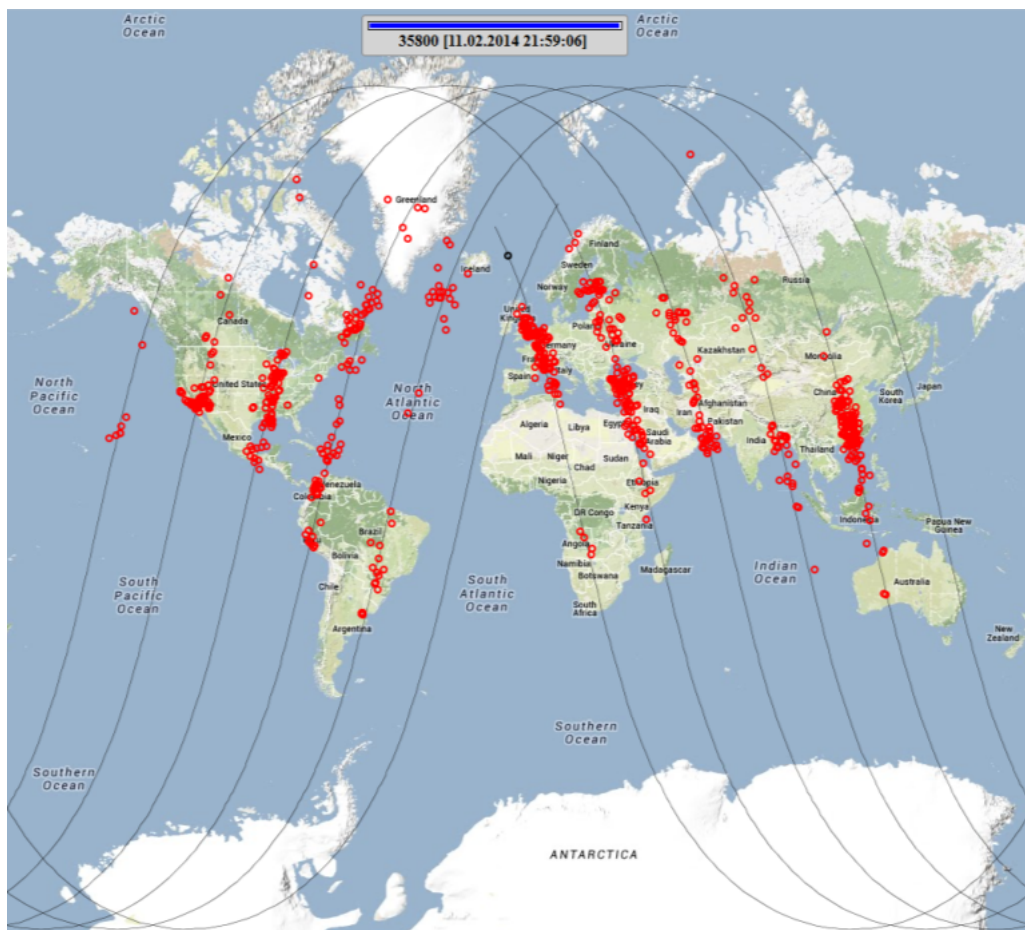 Arctic
Ocean
Arctic
Ocean
35800 [11.02.2014 21:59:06]
Greenland
Iceland
Finland
Sweden
Norway
Russia
Canada
United
Poland
Germany
Ukraine
Kazakhstan
Mongolia
North
Pacific
Ocean
United States
North
Atlantic
Ocean
Spain
Italy
China
South
Korea
Japan
Iraq
Iran
Afghanistan
Pakistan
Algeria
Libya
Egypt
Saudi
Arabia
India
Thailand
Mexico
Mali
Niger
Chad
Sudan
Nigeria
Ethiopia
Venezuela
Colombia
DR Congo
Kenya
Tanzania
Indonesia
Papua New
Guinea
Brazil
Bolivia
Angola
Namibia
Botswana
Madagascar
South
Pacific
Ocean
Chile
South
Atlantic
Ocean
South
Africa
Indian
Ocean
Australia
Argentina
New
Zealand
Southern
Ocean
Southern
Ocean
ANTARCTICA